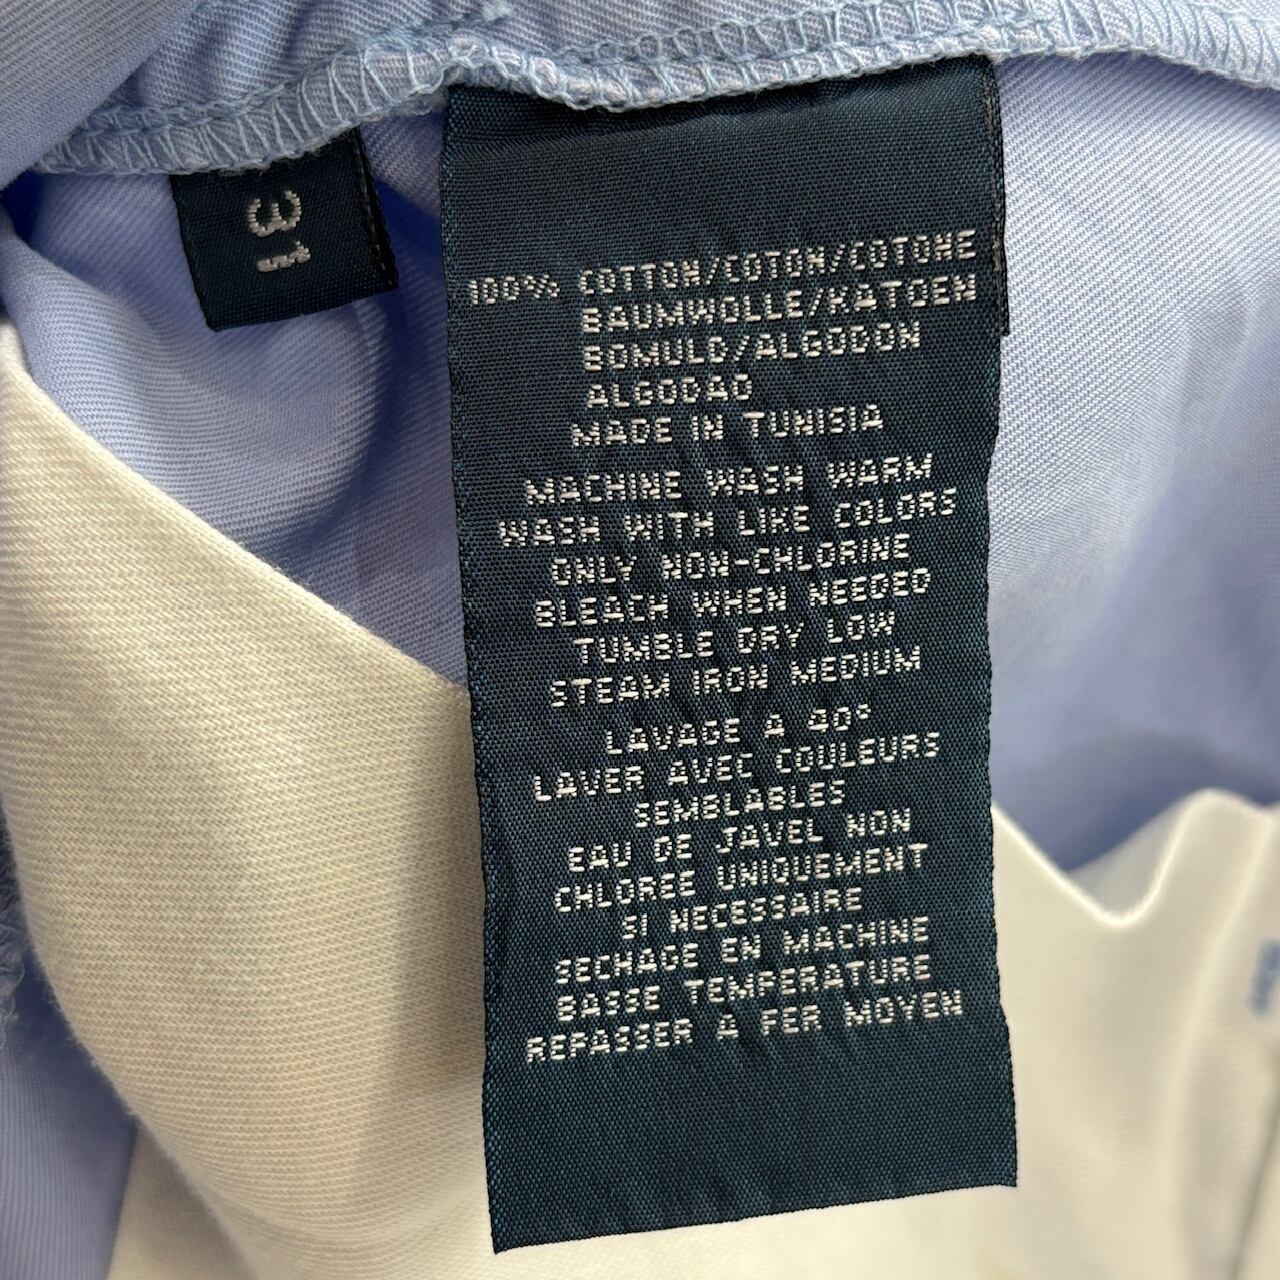 31
100% COTTON/COTON/COTONE
BAUMWOLLE/KATOEN
BOMULD/ALGODON
ALGODAO
MADE IN TUNISIA
MACHINE WASH WARM
WASH WITH LIKE COLORS
ONLY NON-CHLORINE
BLEACH WHEN NEEDED
TUMBLE DRY LOW
STEAM IRON MEDIUM
LAVAGE A 40°
LAVER AVEC COULEURS
SEMBLABLES
EAU DE JAVEL NON
CHLOREE UNIQUEMENT
SI NECESSAIRE
SECHAGE EN MACHINE
BASSE TEMPERATURE
REPASSER A FER MOYEN